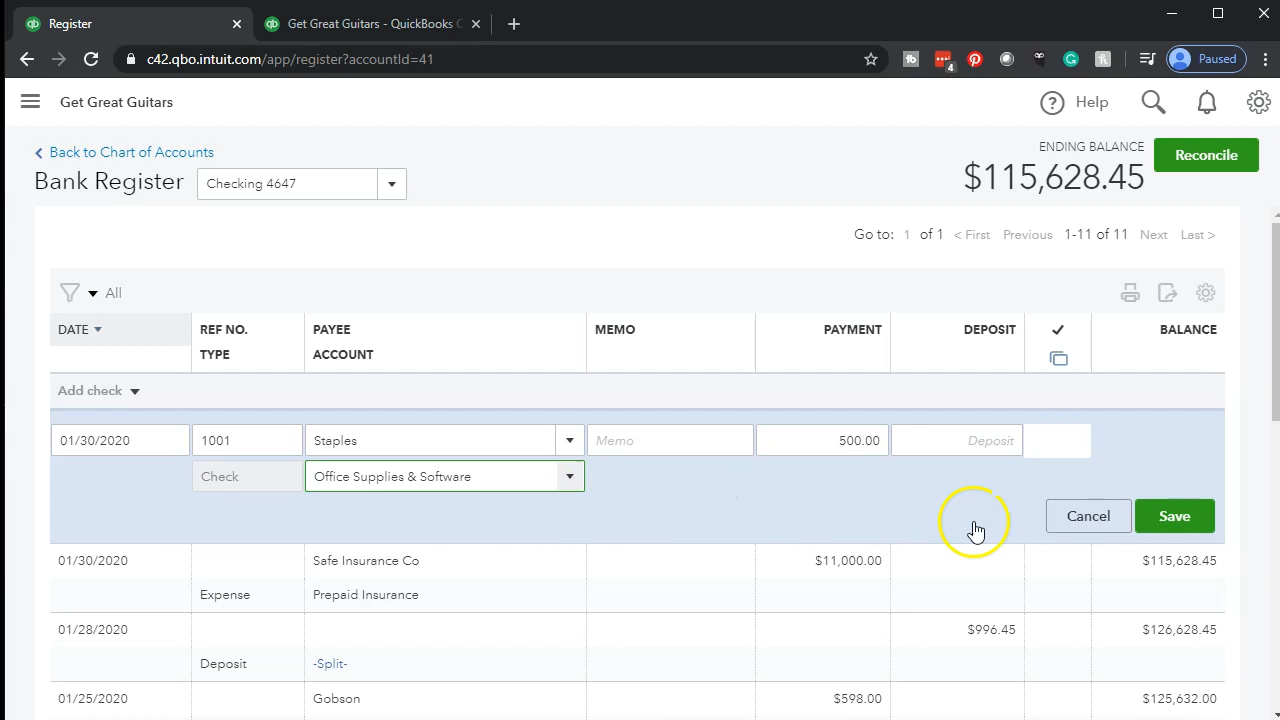 Register
Get Great Guitars - QuickBooks
c42.qbo.intuit.com/app/register?accountId=41
4
Paused
Get Great Guitars
Help
Back to Chart of Accounts
ENDING BALANCE
Reconcile
Bank Register
Checking 4647
$115,628.45
Go to: 1 of 1 < First Previous 1-11 of 11 Next Last >
All
DATE REF NO. PAYEE MEMO PAYMENT DEPOSIT ✓ BALANCE
TYPE ACCOUNT
Add check
01/30/2020 1001 Staples Memo 500.00 Deposit
Check Office Supplies & Software
Cancel Save
01/30/2020 Safe Insurance Co $11,000.00 $115,628.45
Expense Prepaid Insurance
01/28/2020 $996.45 $126,628.45
Deposit -Split-
01/25/2020 Gobson $598.00 $125,632.00